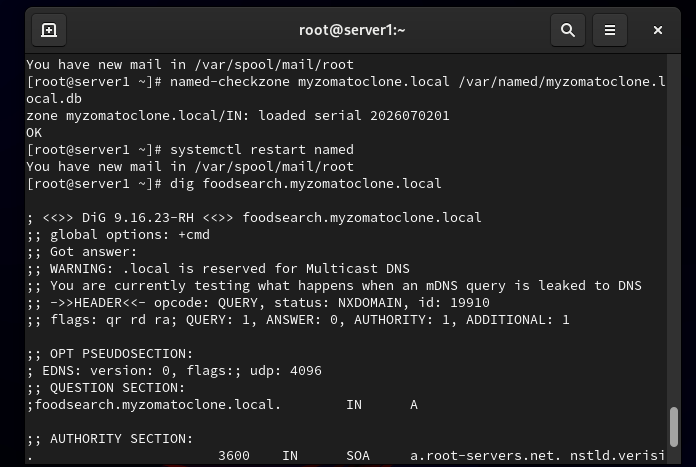 root@server1:~
You have new mail in /var/spool/mail/root
[root@server1 ~]# named-checkzone myzomatoclone.local /var/named/myzomatoclone.l
ocal.db
zone myzomatoclone.local/IN: loaded serial 2026070201
OK
[root@server1 ~]# systemctl restart named
You have new mail in /var/spool/mail/root
[root@server1 ~]# dig foodsearch.myzomatoclone.local

; <<>> DiG 9.16.23-RH <<>> foodsearch.myzomatoclone.local
;; global options: +cmd
;; Got answer:
;; WARNING: .local is reserved for Multicast DNS
;; You are currently testing what happens when an mDNS query is leaked to DNS
;; ->>HEADER<<- opcode: QUERY, status: NXDOMAIN, id: 19910
;; flags: qr rd ra; QUERY: 1, ANSWER: 0, AUTHORITY: 1, ADDITIONAL: 1

;; OPT PSEUDOSECTION:
; EDNS: version: 0, flags:; udp: 4096
;; QUESTION SECTION:
;foodsearch.myzomatoclone.local.        IN      A

;; AUTHORITY SECTION:
.                       3600    IN      SOA     a.root-servers.net. nstld.verisi